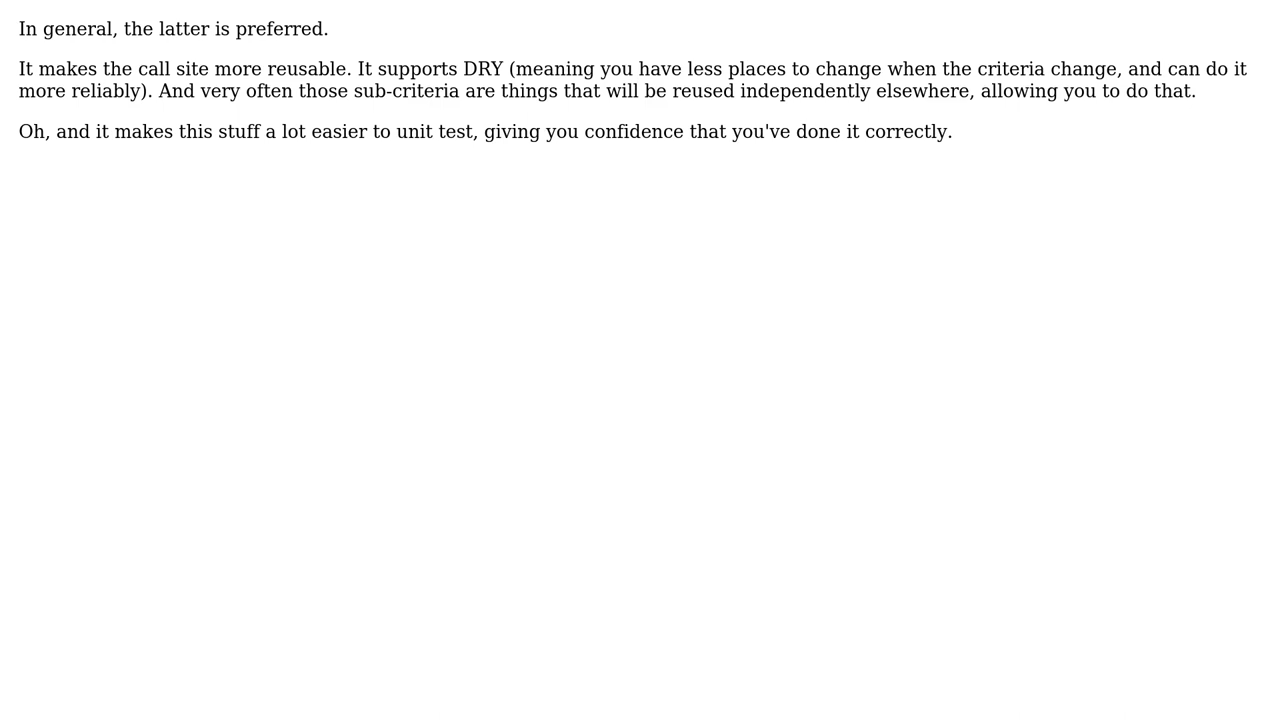 In general, the latter is preferred.
It makes the call site more reusable. It supports DRY (meaning you have less places to change when the criteria change, and can do it
more reliably). And very often those sub-criteria are things that will be reused independently elsewhere, allowing you to do that.
Oh, and it makes this stuff a lot easier to unit test, giving you confidence that you've done it correctly.